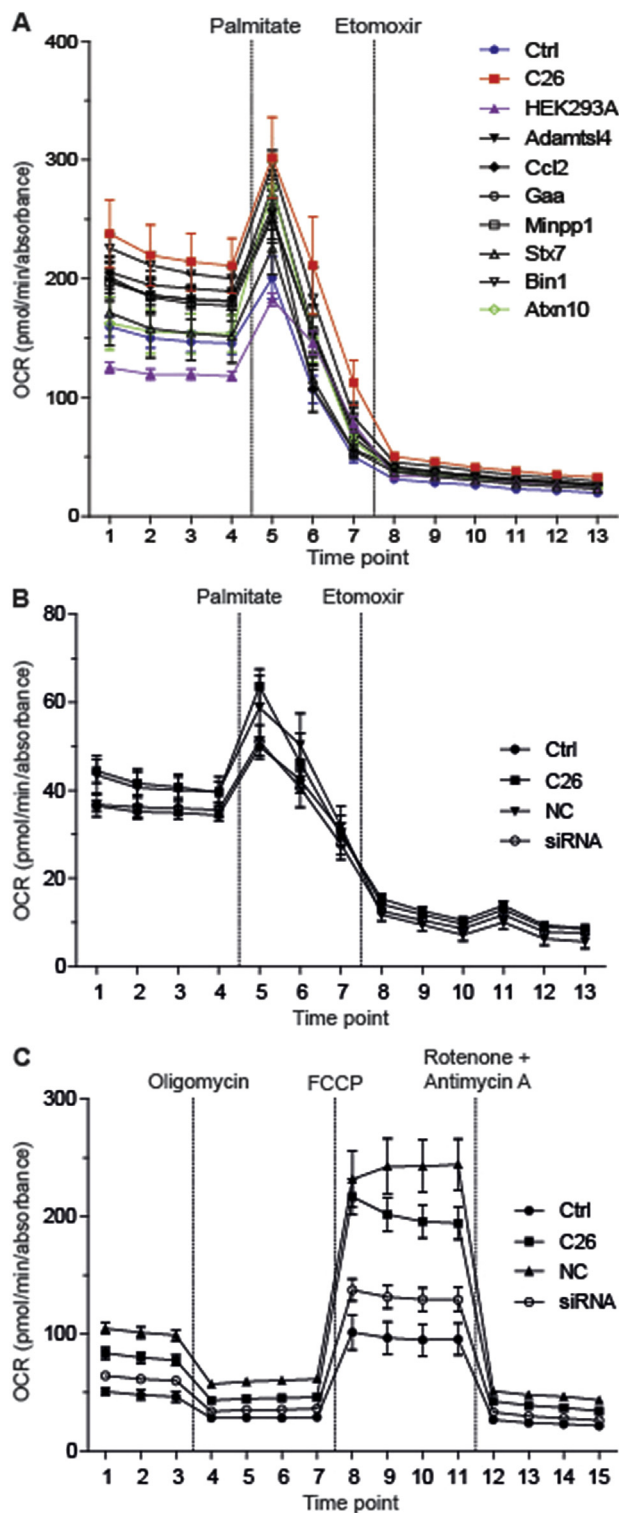 A
Palmitate Etomoxir
400
300
200
100
0
OCR (pmol/min/absorbance)
1 2 3 4 5 6 7 8 9 10 11 12 13
Time point
Ctrl
C26
HEK293A
Adamtsl4
Ccl2
Gaa
Minpp1
Stx7
Bin1
Atxn10
B
Palmitate Etomoxir
80
60
40
20
0
OCR (pmol/min/absorbance)
1 2 3 4 5 6 7 8 9 10 11 12 13
Time point
Ctrl
C26
NC
siRNA
C
Oligomycin FCCP Rotenone +
Antimycin A
300
200
100
0
OCR (pmol/min/absorbance)
1 2 3 4 5 6 7 8 9 10 11 12 13 14 15
Time point
Ctrl
C26
NC
siRNA